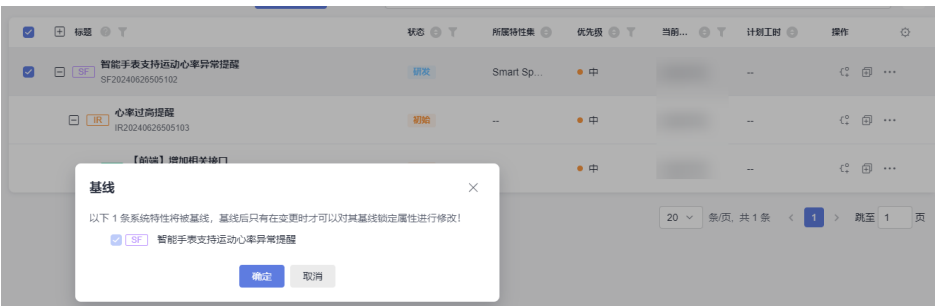 标题 状态 所属特性集 优先级 当前... 计划工时 操作
SF 智能手表支持运动心率异常提醒 研发 Smart Sp... 中 --
SF20240626505102
IR 心率过高提醒 初始 -- 中 --
IR20240626505103
【前端】增加相关接口 中 --
基线
以下 1 条系统特性将被基线，基线后只有在变更时才可以对其基线锁定属性进行修改!
SF 智能手表支持运动心率异常提醒
确定 取消
20 条/页, 共 1 条 1 跳至 1 页